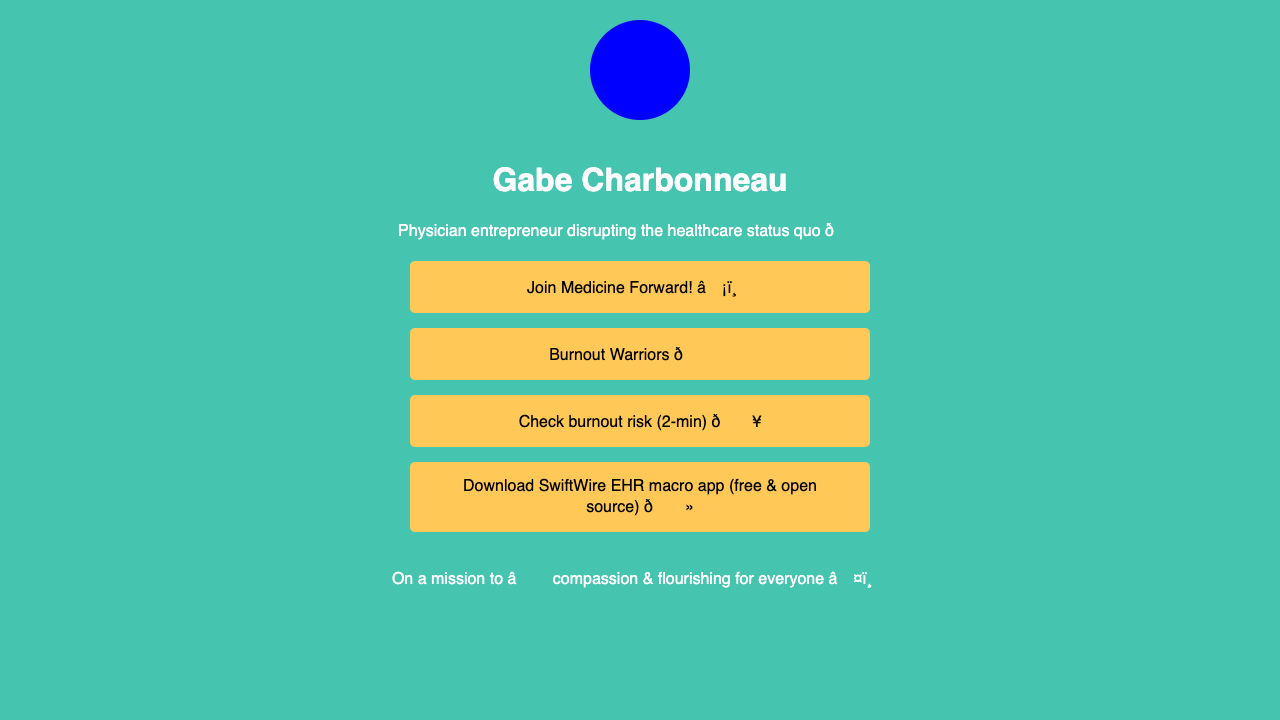 Gabe Charbonneau
Physician entrepreneur disrupting the healthcare status quo ð
Join Medicine Forward! â ¡ï¸
Burnout Warriors ð
Check burnout risk (2-min) ð ¥
Download SwiftWire EHR macro app (free & open
source) ð »
On a mission to â compassion & flourishing for everyone â ¤ï¸